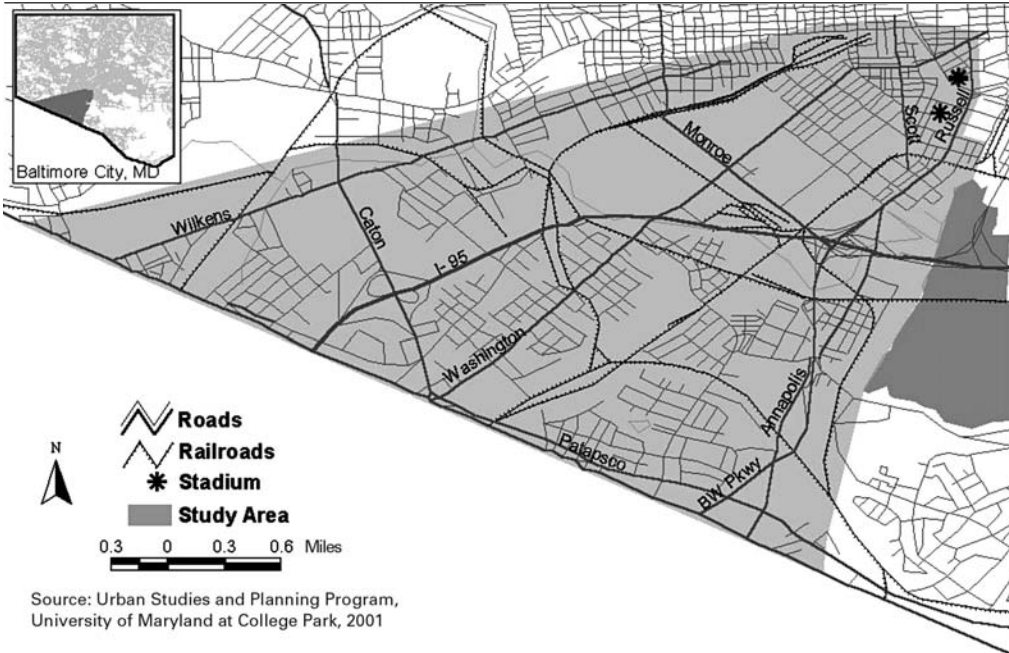 Baltimore City, MD
Wilkens
Caton
I-95
Washington
Monroe
Scott
Russell
Annapolis
Patapsco
BW Pkwy
Roads
Railroads
Stadium
Study Area
N
0.3 0 0.3 0.6 Miles
Source: Urban Studies and Planning Program,
University of Maryland at College Park, 2001